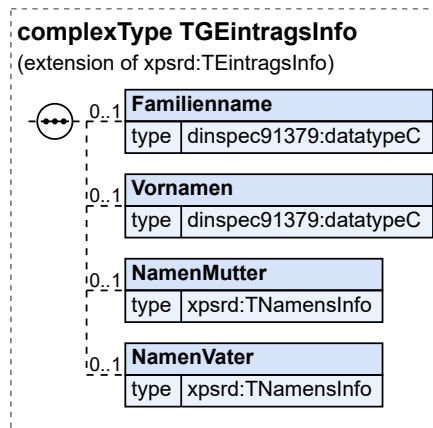 complexType TGEintragsInfo
(extension of xpsrd:TEintragsInfo)
0..1 Familienname
type dinspec91379:datatypeC
0..1 Vornamen
type dinspec91379:datatypeC
0..1 NamenMutter
type xpsrd:TNamensInfo
0..1 NamenVater
type xpsrd:TNamensInfo